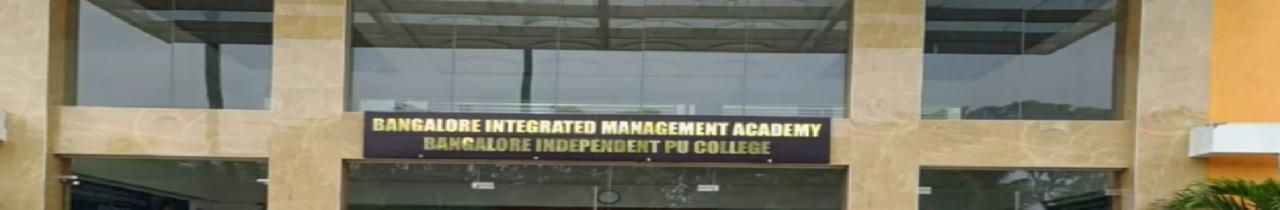 BANGALORE INTEGRATED MANAGEMENT ACADEMY
BANGALORE INDEPENDENT PU COLLEGE